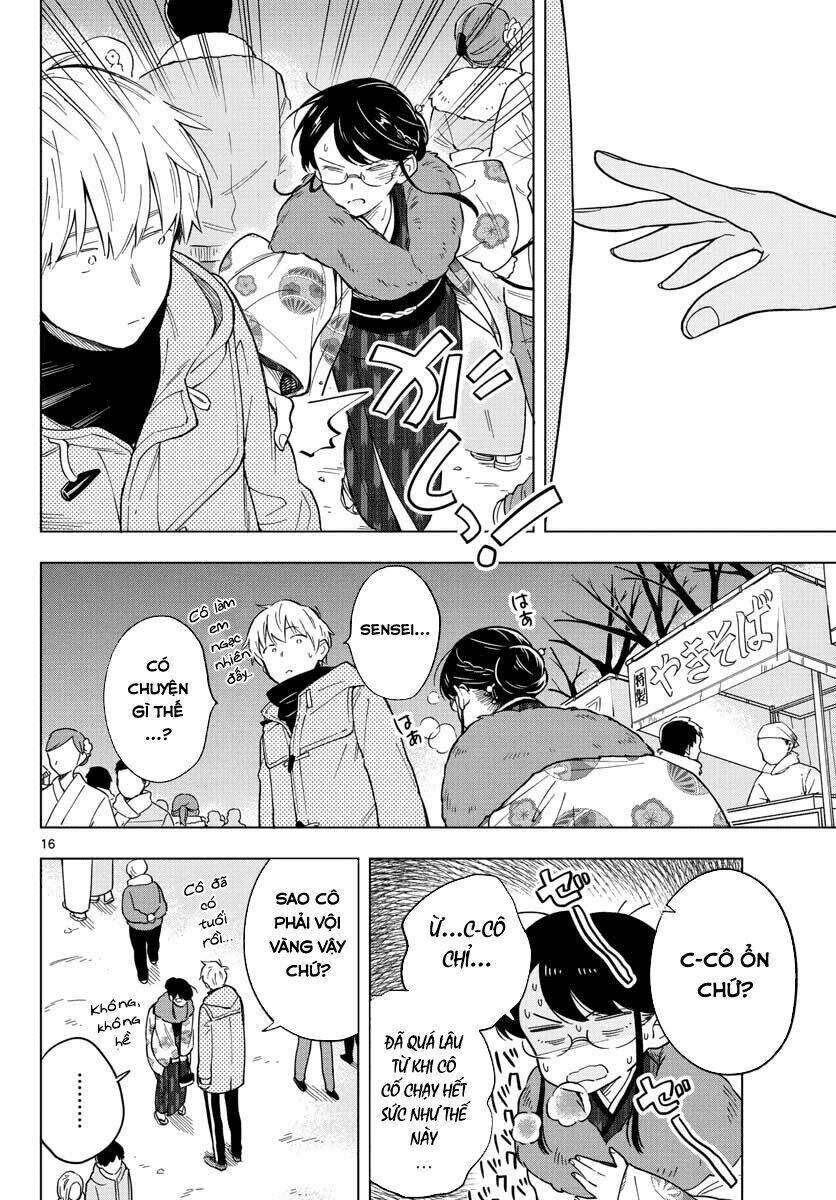 ガシッ!
SENSEI...
はぁ
はぁ
特製
やきそば
Cô làm
em
ngạc
nhiên
đấy...
CÓ
CHUYỆN
GÌ THẾ
...?
16
C-CÔ ỔN
CHỨ?
ゼェ
ゼェ
Ừ...C-CÔ
CHỈ...
ĐÃ QUÁ LÂU
TỪ KHI CÔ
CỐ CHẠY HẾT
SỨC NHƯ THẾ
NÀY
...
SAO CÔ
PHẢI VỘI
VÀNG VẬY
CHỨ?
Cô đã
có
tuổi
rồi...
Không,
không
hề
.........